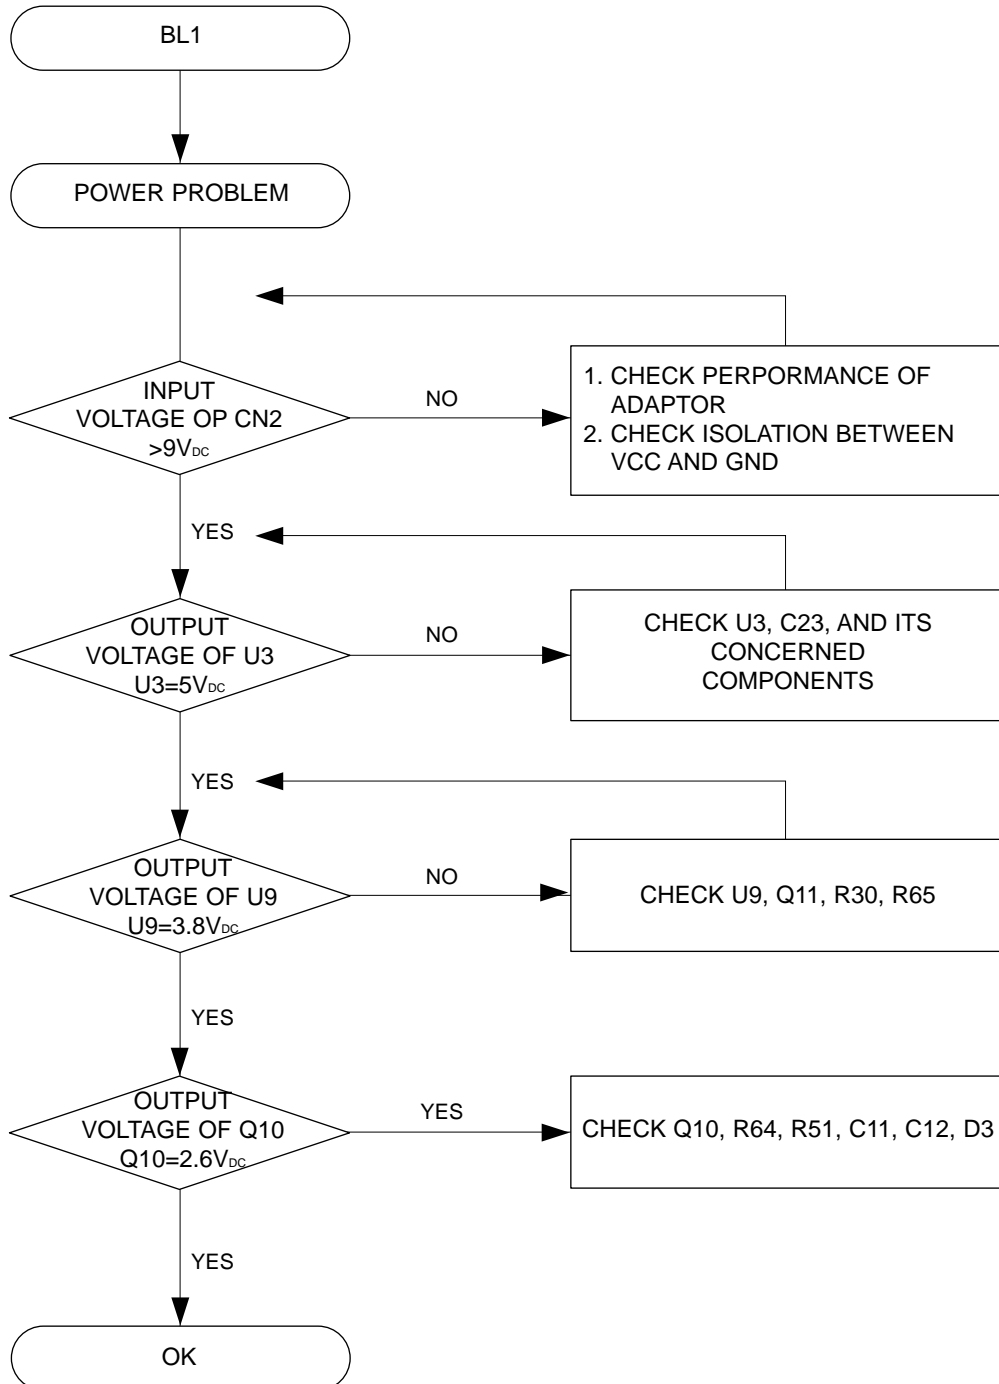 BL1
POWER PROBLEM
INPUT
VOLTAGE OP CN2
>9VDC
NO
1. CHECK PERPORMANCE OF
ADAPTOR
2. CHECK ISOLATION BETWEEN
VCC AND GND
YES
OUTPUT
VOLTAGE OF U3
U3=5VDC
NO
CHECK U3, C23, AND ITS
CONCERNED
COMPONENTS
YES
OUTPUT
VOLTAGE OF U9
U9=3.8VDC
NO
CHECK U9, Q11, R30, R65
YES
OUTPUT
VOLTAGE OF Q10
Q10=2.6VDC
YES
CHECK Q10, R64, R51, C11, C12, D3
YES
OK